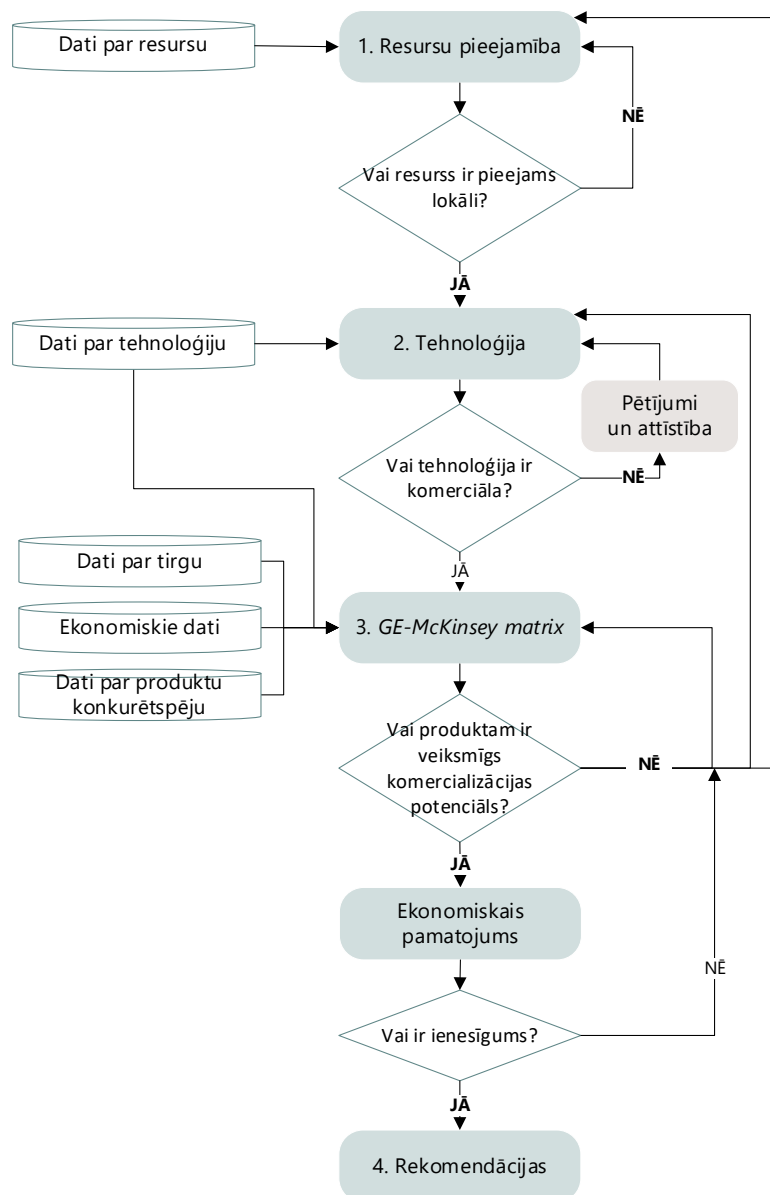 Dati par resursu
1. Resursu pieejamība
NĒ
Vai resurss ir pieejams
lokāli?
JĀ
Dati par tehnoloģiju
2. Tehnoloģija
Pētījumi
un attīstība
Vai tehnoloģija ir
komerciāla?
NĒ
JĀ
Dati par tirgu
Ekonomiskie dati
3. GE-McKinsey matrix
Dati par produktu
konkurētspēju
Vai produktam ir
veiksmīgs
komercializācijas
potenciāls?
NĒ
JĀ
Ekonomiskais
pamatojums
NĒ
Vai ir ienesīgums?
JĀ
4. Rekomendācijas